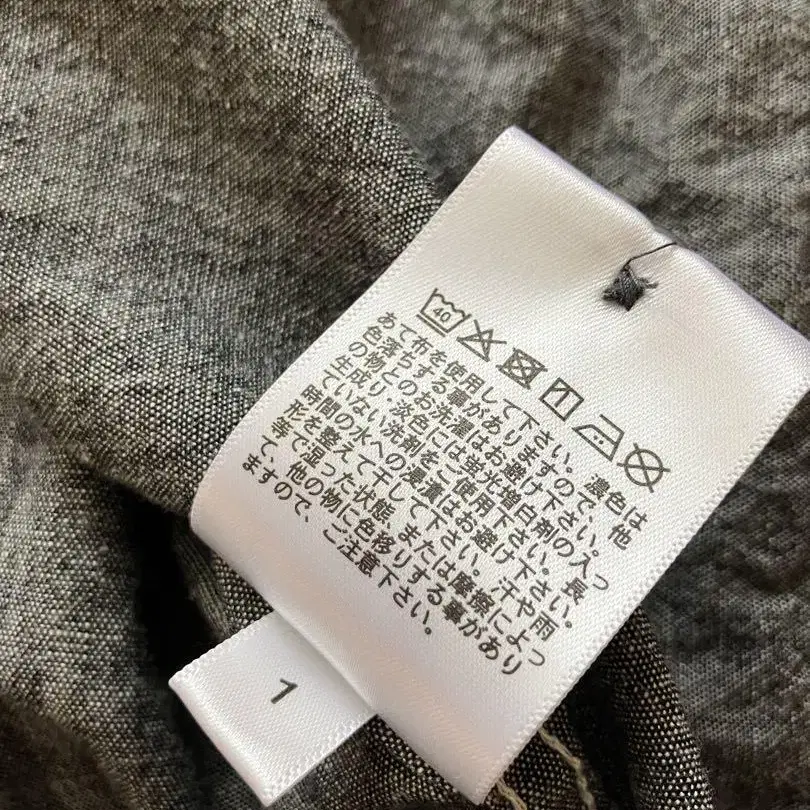 40
あて布を使用して下さい。濃色は
色落ちする事がありますので、他
の物とのお洗濯はお避け下さい。
生成り・淡色には蛍光増白剤の入っ
ていない洗剤をご使用下さい。長
時間の水への浸漬はお避け下さい。
形を整えて干して下さい。汗や雨
等で湿った状態、または摩擦によっ
て、他の物に色移りする事があり
ますので、ご注意下さい。
1